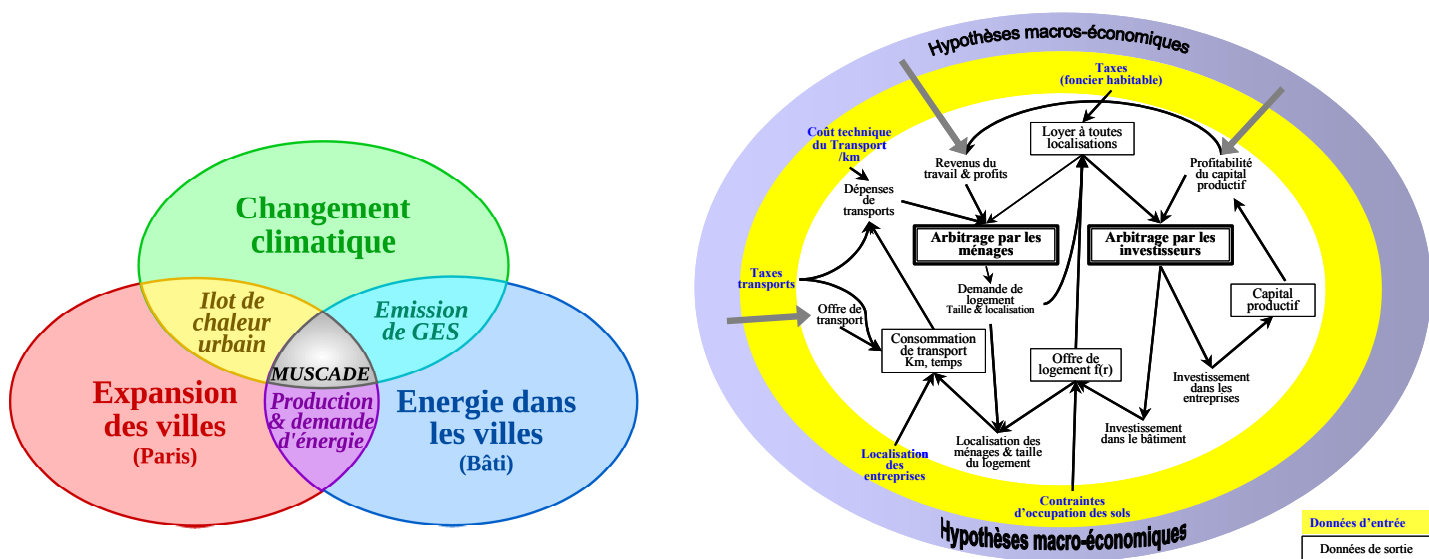 Changement
climatique
Ilot de
chaleur
urbain
Emission
de GES
MUSCADE
Expansion
des villes
(Paris)
Production
& demande
d'énergie
Energie dans
les villes
(Bâti)
Hypothèses macros-économiques
Taxes
(foncier habitable)
Coût technique
du Transport
/km
Loyer à toutes
localisations
Revenus du
travail & profits
Profitabilité
du capital
productif
Dépenses
de
transports
Arbitrage par les
ménages
Arbitrage par les
investisseurs
Taxes
transports
Demande de
logement
Taille & localisation
Capital
productif
Offre de
transport
Consommation
de transport
Km, temps
Offre de
logement f(r)
Investissement
dans les
entreprises
Investissement
dans le bâtiment
Localisation des
ménages & taille
du logement
Localisation
des
entreprises
Contraintes
d'occupation des sols
Hypothèses macro-économiques
Données d'entrée
Données de sortie